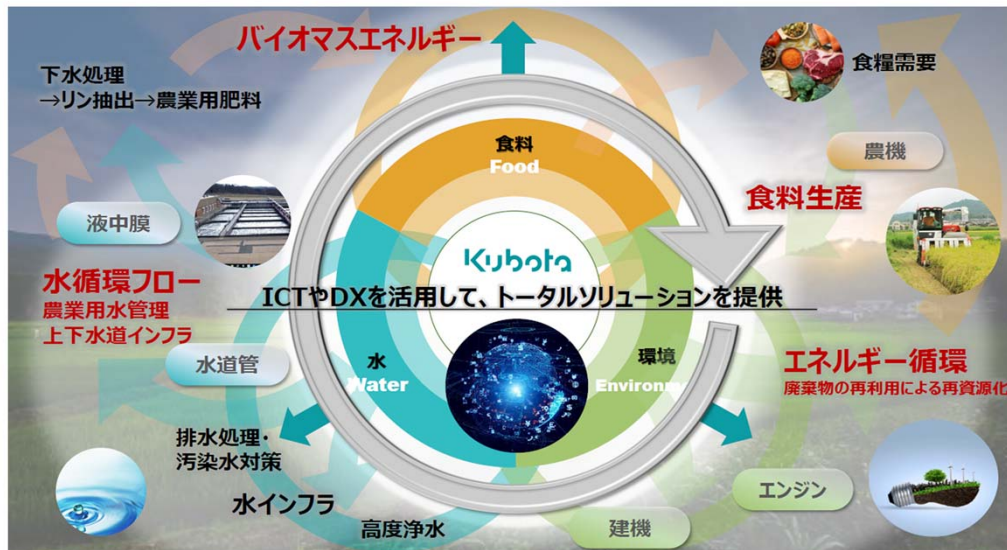 バイオマスエネルギー
下水処理
→リン抽出→農業用肥料
食糧需要
食料
Food
農機
食料生産
液中膜
Kubota
水循環フロー
農業用水管理
上下水道インフラ
ICTやDXを活用して、トータルソリューションを提供
水道管
水
Water
環境
Environm
エネルギー循環
廃棄物の再利用による再資源化
排水処理・
汚染水対策
水インフラ
高度浄水
建機
エンジン